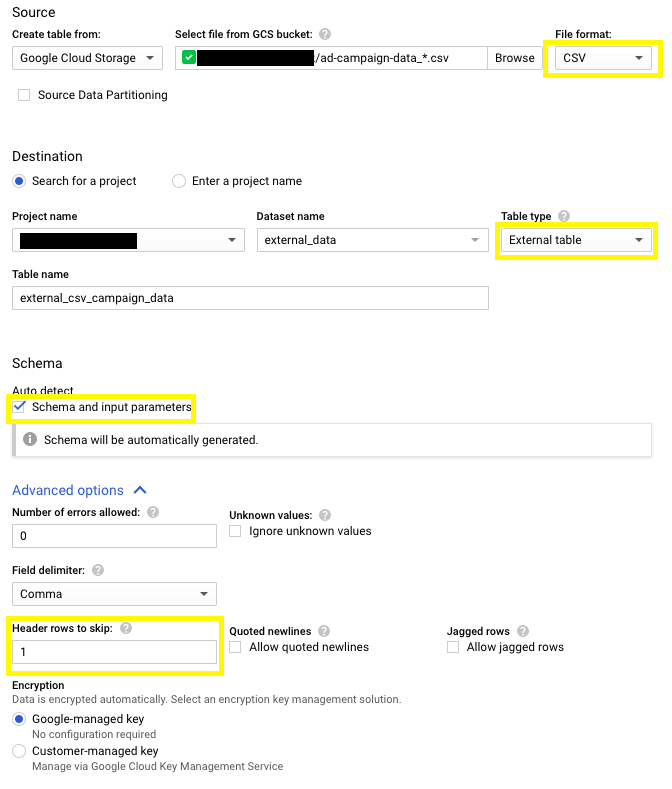 Source
Create table from: Select file from GCS bucket: ? File format:
Google Cloud Storage /ad-campaign-data_*.csv Browse CSV
Source Data Partitioning
Destination
Search for a project Enter a project name
Project name Dataset name Table type ?
external_data External table
Table name
external_csv_campaign_data
Schema
Auto detect
Schema and input parameters
Schema will be automatically generated.
Advanced options
Number of errors allowed: ? Unknown values: ?
0 Ignore unknown values
Field delimiter: ?
Comma
Header rows to skip: ? Quoted newlines ? Jagged rows ?
1 Allow quoted newlines Allow jagged rows
Encryption
Data is encrypted automatically. Select an encryption key management solution.
Google-managed key
No configuration required
Customer-managed key
Manage via Google Cloud Key Management Service